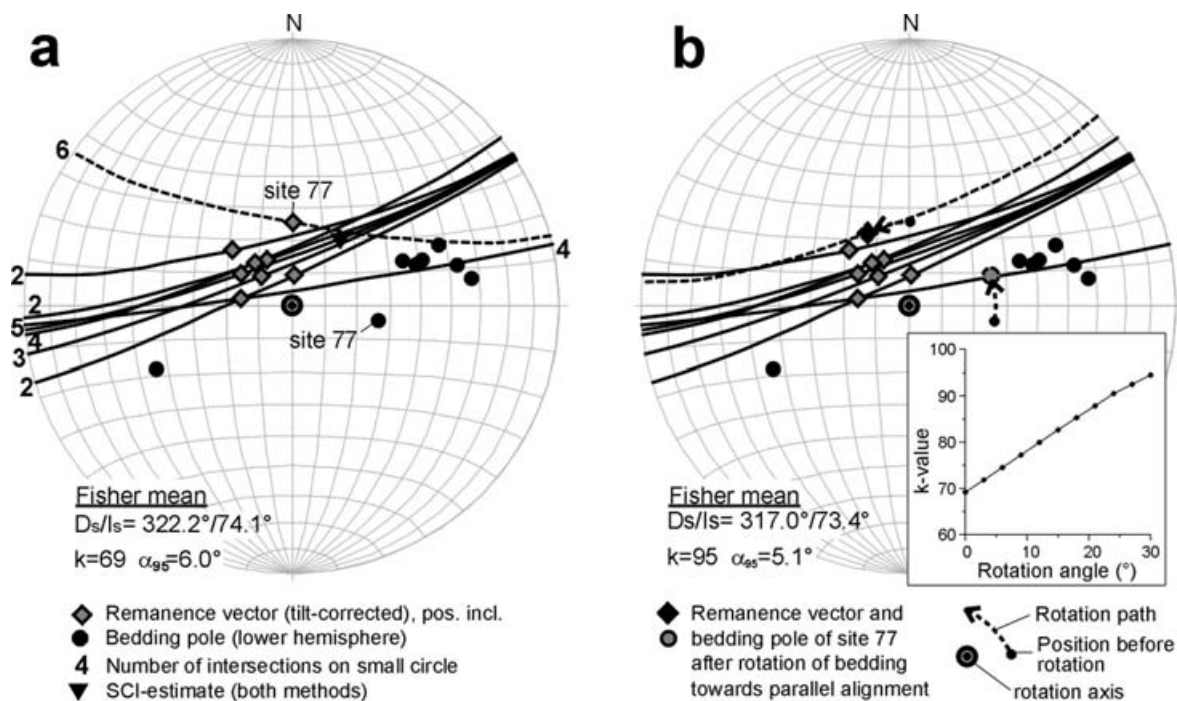 a
N
6
site 77
4
2
2
5
4
3
2
site 77
Fisher mean
Ds/Is= 322.2°/74.1°
k=69 α95=6.0°
Remanence vector (tilt-corrected), pos. incl.
Bedding pole (lower hemisphere)
4 Number of intersections on small circle
SCI-estimate (both methods)
b
N
Fisher mean
Ds/Is= 317.0°/73.4°
k=95 α95=5.1°
100
90
80
70
60
k-value
0 10 20 30
Rotation angle (°)
Remanence vector and
bedding pole of site 77
after rotation of bedding
towards parallel alignment
Rotation path
Position before
rotation
rotation axis